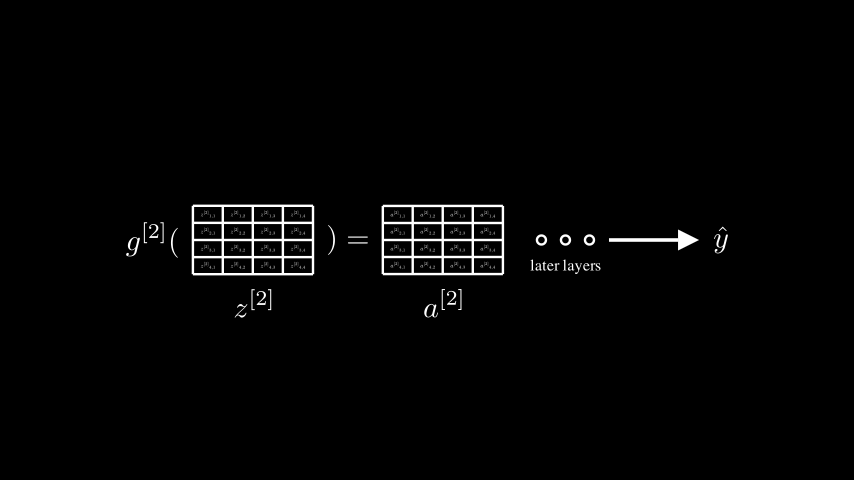 g^{[2]}( z^{[2]}_{1,1} z^{[2]}_{1,2} z^{[2]}_{1,3} z^{[2]}_{1,4} ) = a^{[2]}_{1,1} a^{[2]}_{1,2} a^{[2]}_{1,3} a^{[2]}_{1,4}
z^{[2]}_{2,1} z^{[2]}_{2,2} z^{[2]}_{2,3} z^{[2]}_{2,4} a^{[2]}_{2,1} a^{[2]}_{2,2} a^{[2]}_{2,3} a^{[2]}_{2,4}
z^{[2]}_{3,1} z^{[2]}_{3,2} z^{[2]}_{3,3} z^{[2]}_{3,4} a^{[2]}_{3,1} a^{[2]}_{3,2} a^{[2]}_{3,3} a^{[2]}_{3,4}
z^{[2]}_{4,1} z^{[2]}_{4,2} z^{[2]}_{4,3} z^{[2]}_{4,4} a^{[2]}_{4,1} a^{[2]}_{4,2} a^{[2]}_{4,3} a^{[2]}_{4,4}
ŷ
later layers
z^{[2]} a^{[2]}